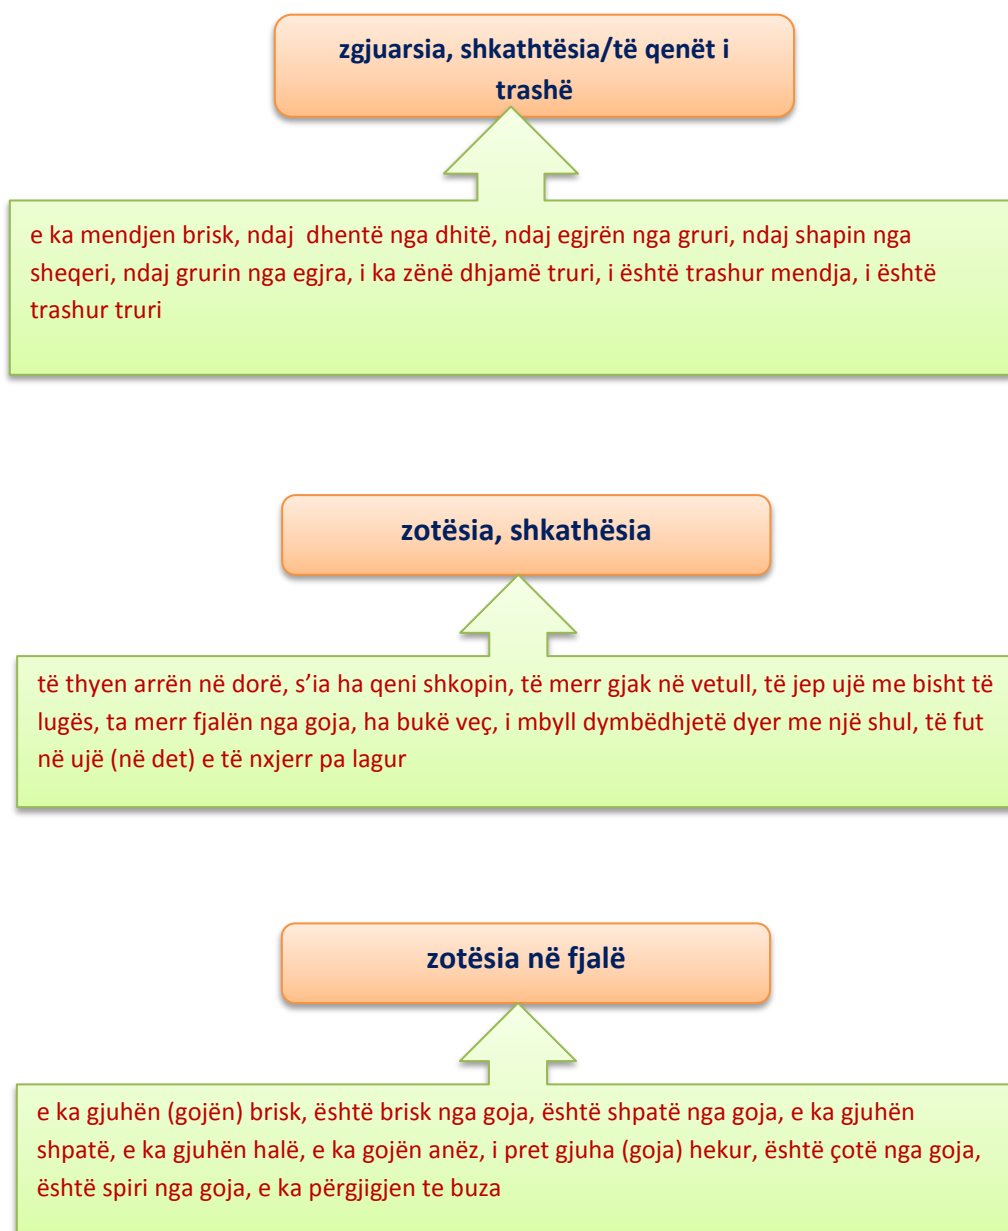 zgjuarsia, shkathtësia/të qenët i
trashë
e ka mendjen brisk, ndaj  dhentë nga dhitë, ndaj egjrën nga gruri, ndaj shapin nga
sheqeri, ndaj grurin nga egjra, i ka zënë dhjamë truri, i është trashur mendja, i është
trashur truri
zotësia, shkathësia
të thyen arrën në dorë, s’ia ha qeni shkopin, të merr gjak në vetull, të jep ujë me bisht të
lugës, ta merr fjalën nga goja, ha bukë veç, i mbyll dymbëdhjetë dyer me një shul, të fut
në ujë (në det) e të nxjerr pa lagur
zotësia në fjalë
e ka gjuhën (gojën) brisk, është brisk nga goja, është shpatë nga goja, e ka gjuhën
shpatë, e ka gjuhën halë, e ka gojën anëz, i pret gjuha (goja) hekur, është çotë nga goja,
është spiri nga goja, e ka përgjigjen te buza